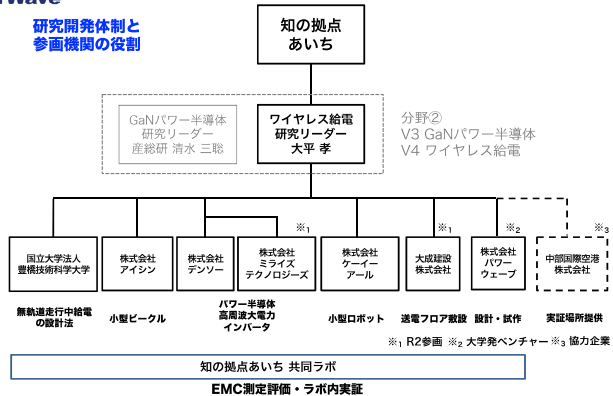 rWave
研究開発体制と
参画機関の役割
知の拠点
あいち
GaNパワー半導体
研究リーダー
産総研 清水 三聡
ワイヤレス給電
研究リーダー
大平 孝
分野②
V3 GaNパワー半導体
V4 ワイヤレス給電
国立大学法人
豊橋技術科学大学
株式会社
アイシン
株式会社
デンソー
※1
株式会社
ミライズ
テクノロジーズ
株式会社
ケーイー
アール
※1
大成建設
株式会社
※2
株式会社
パワー
ウェーブ
※3
中部国際空港
株式会社
無軌道走行中給電
の設計法
小型ビークル
パワー半導体
高周波大電力
インバータ
小型ロボット
送電フロア敷設
設計・試作
実証場所提供
※1 R2参画 ※2 大学発ベンチャー ※3 協力企業
知の拠点あいち 共同ラボ
EMC測定評価・ラボ内実証